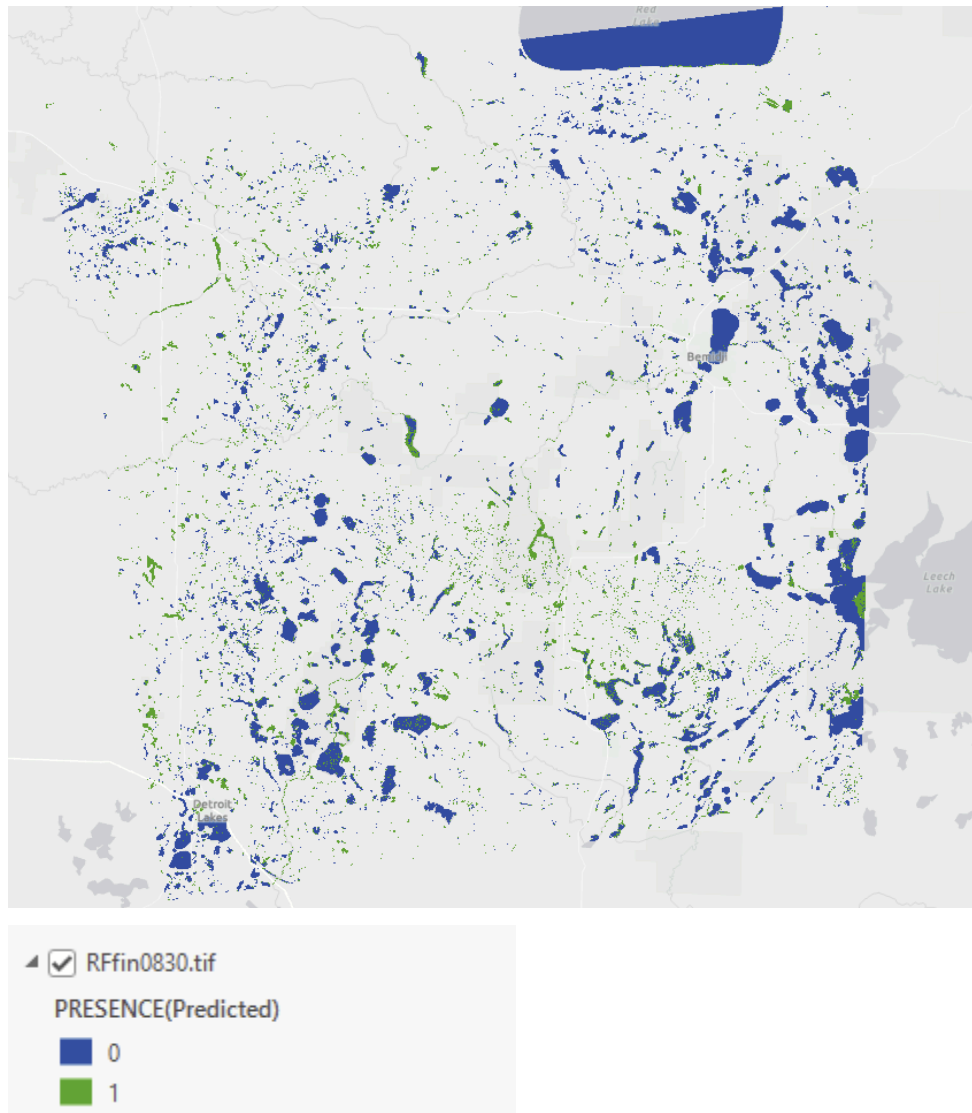 Red
Lake
Bemidji
Leech
Lake
Detroit
Lakes
RFfin0830.tif
PRESENCE(Predicted)
0
1